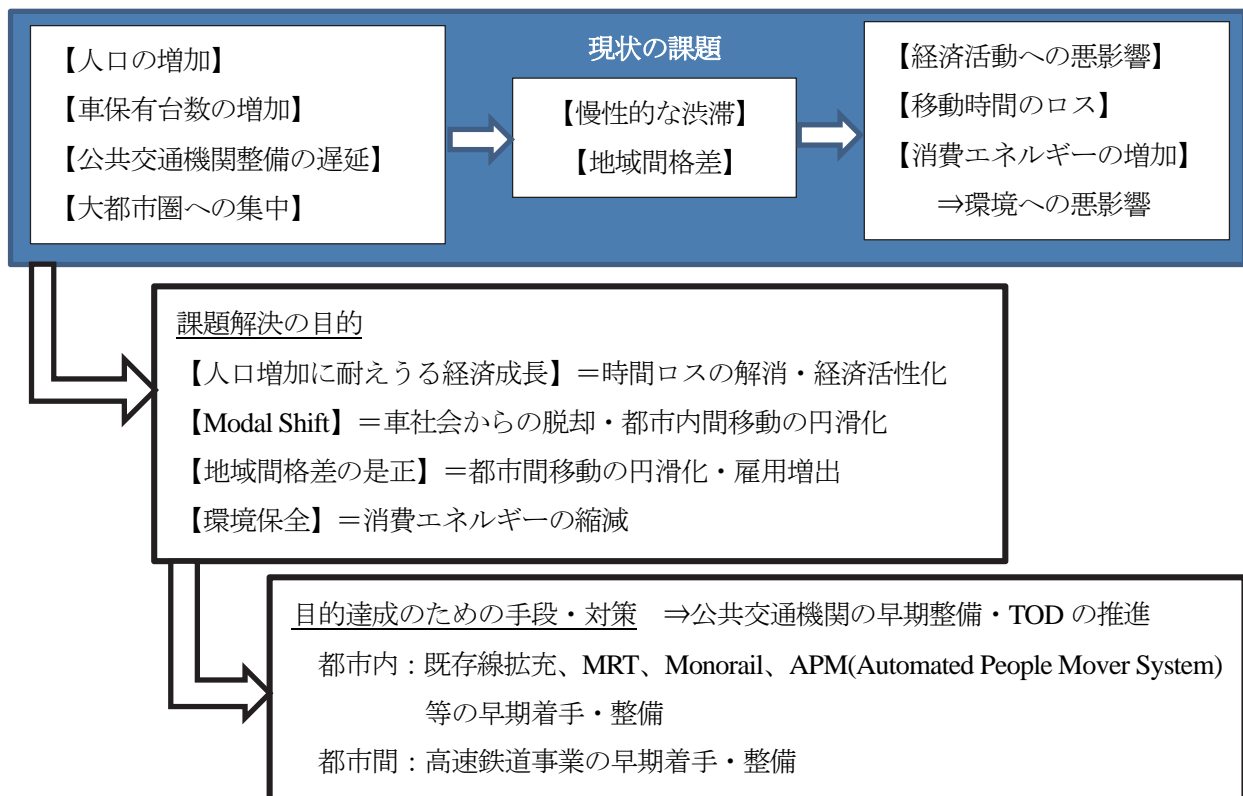 現状の課題
【人口の増加】
【車保有台数の増加】
【公共交通機関整備の遅延】
【大都市圏への集中】
【慢性的な渋滞】
【地域間格差】
【経済活動への悪影響】
【移動時間のロス】
【消費エネルギーの増加】
⇒環境への悪影響
課題解決の目的
【人口増加に耐えうる経済成長】＝時間ロスの解消・経済活性化
【Modal Shift】＝車社会からの脱却・都市内間移動の円滑化
【地域間格差の是正】＝都市間移動の円滑化・雇用増出
【環境保全】＝消費エネルギーの縮減
目的達成のための手段・対策　⇒公共交通機関の早期整備・TOD の推進
都市内：既存線拡充、MRT、Monorail、APM(Automated People Mover System)
等の早期着手・整備
都市間：高速鉄道事業の早期着手・整備